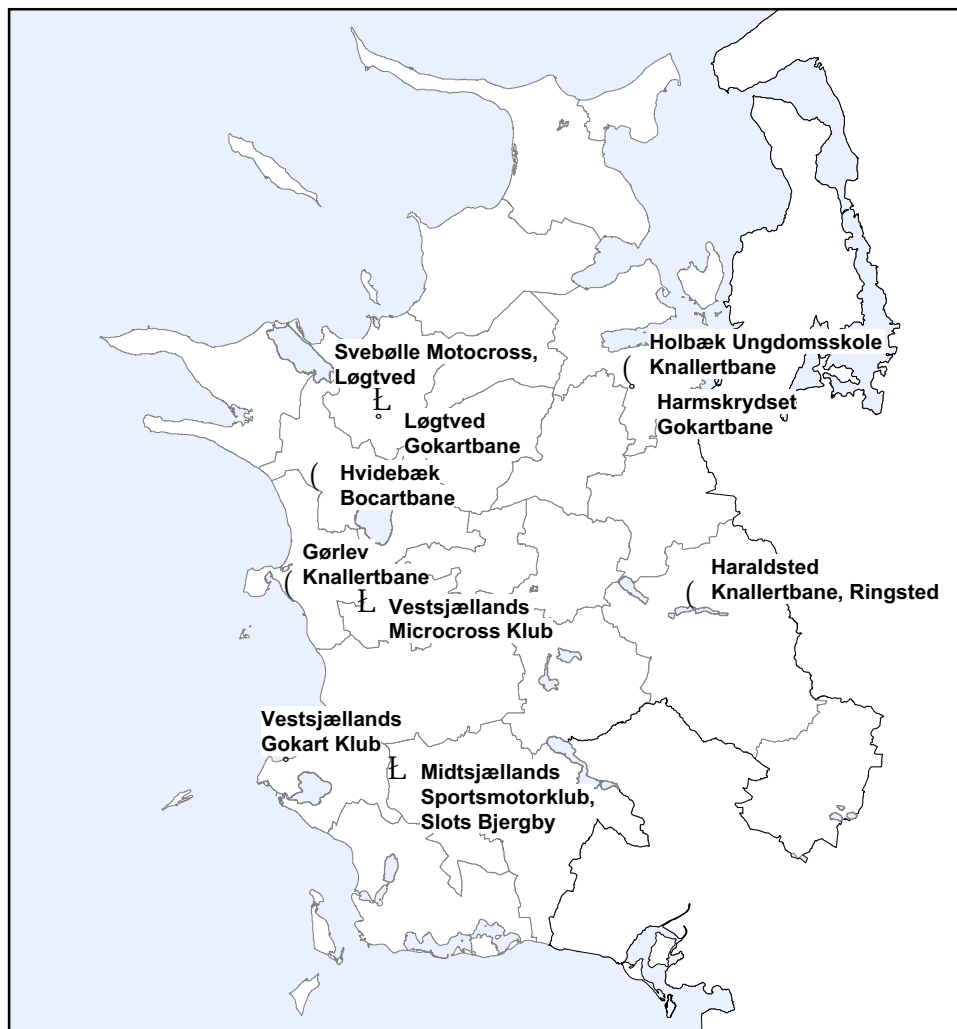 Svebølle Motocross,
Løgtved
Ł
Holbæk Ungdomsskole
Knallertbane
(
Harmskrydset
Gokartbane
Løgtved
Gokartbane
(
Hvidebæk
Bocartbane
Gørlev
Knallertbane
(
Ł
Vestsjællands
Microcross Klub
Haraldsted
Knallertbane, Ringsted
(
Vestsjællands
Gokart Klub
Ł
Midtsjællands
Sportsmotorklub,
Slots Bjergby